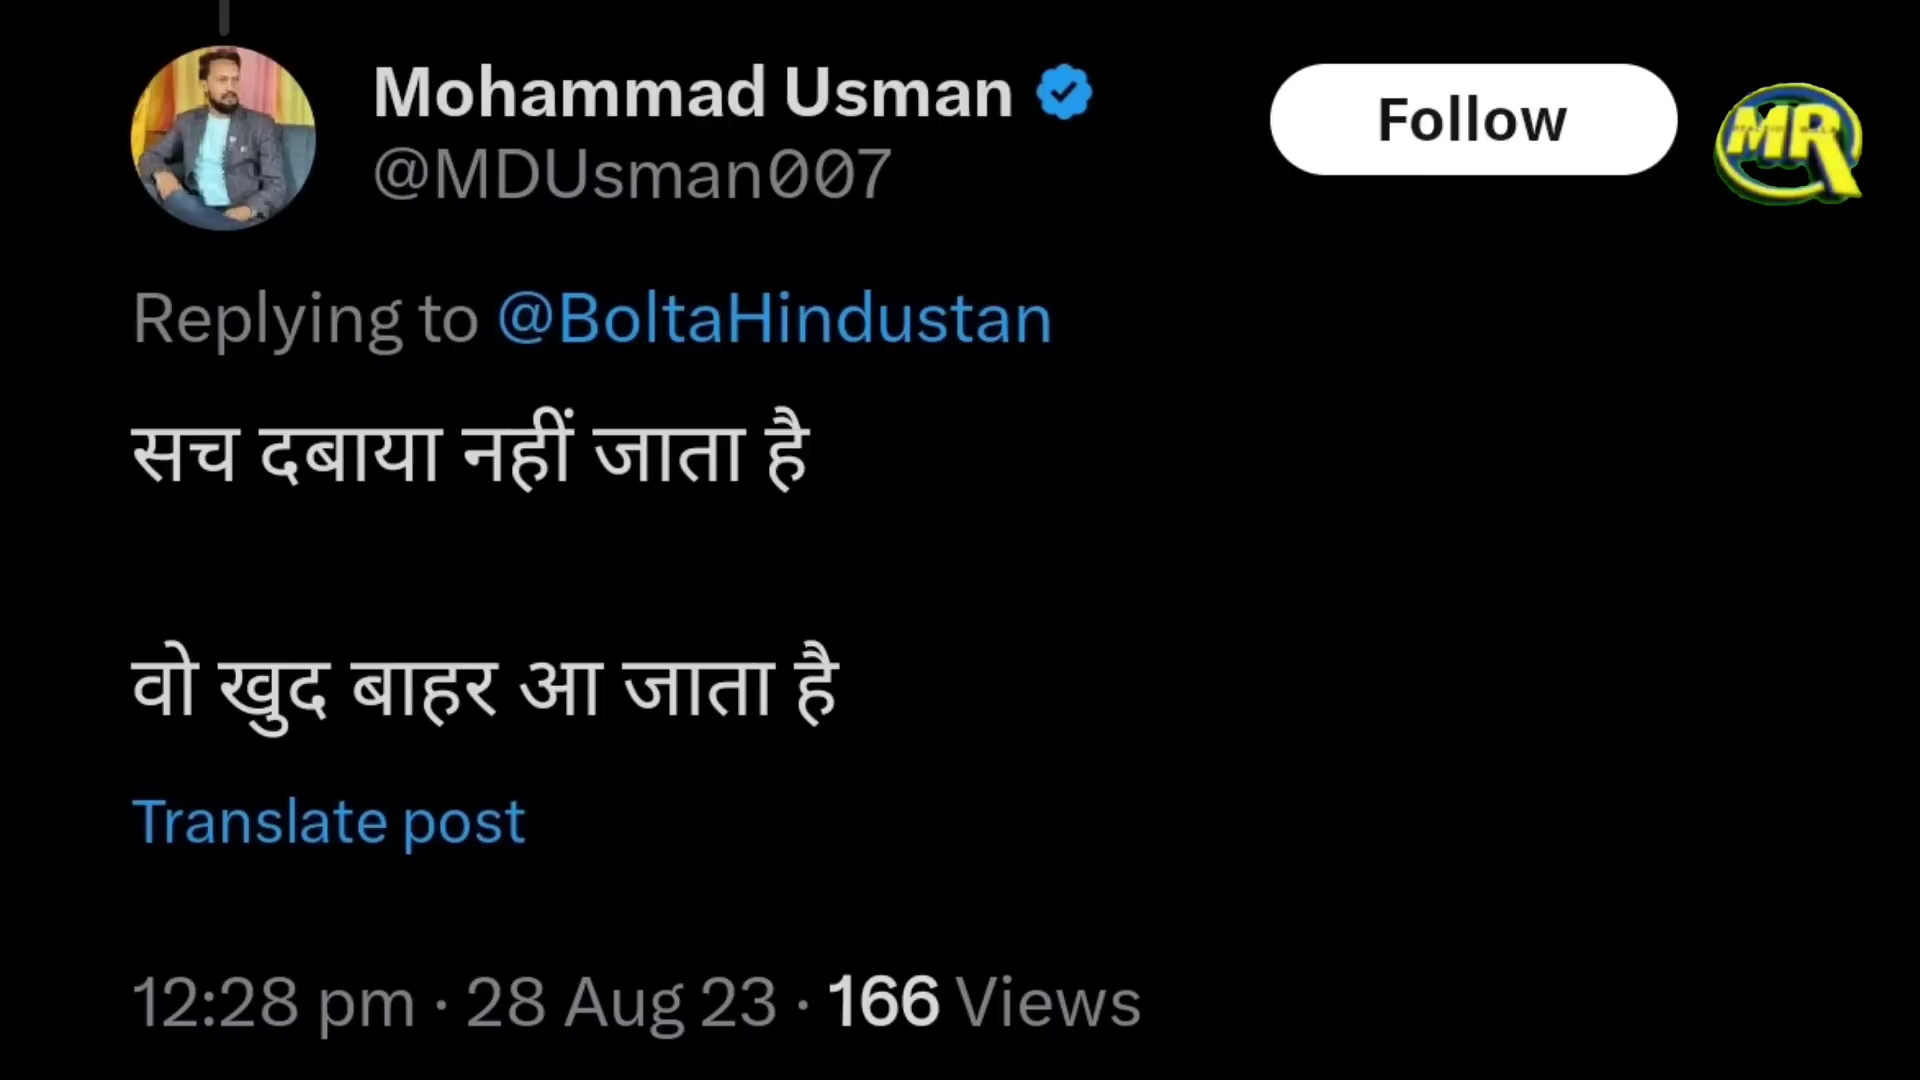 Mohammad Usman
Follow
MR
@MDUsman007
Replying to @BoltaHindustan
सच दबाया नहीं जाता है
वो खुद बाहर आ जाता है
Translate post
12:28 pm · 28 Aug 23 · 166 Views